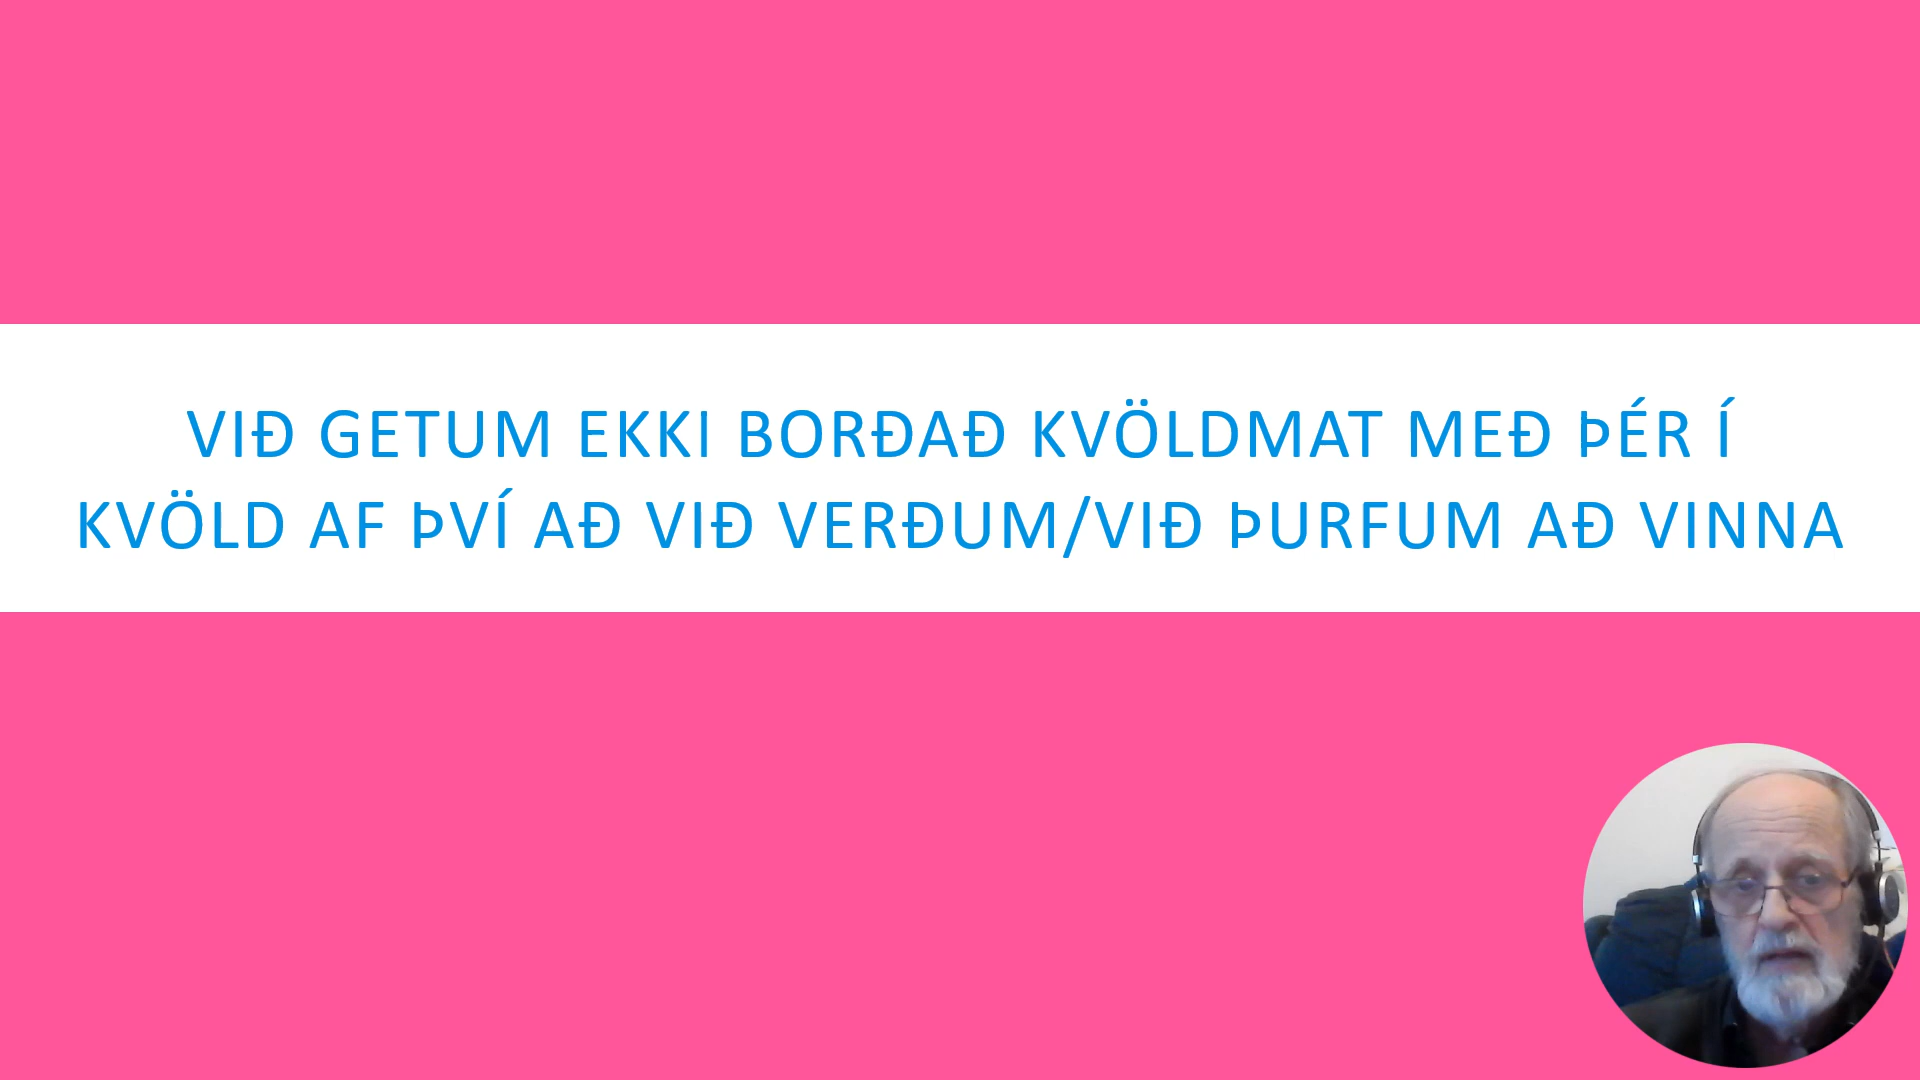 VIÐ GETUM EKKI BORÐAÐ KVÖLDMAT MEÐ ÞÉR Í
KVÖLD AF ÞVÍ AÐ VIÐ VERÐUM/VIÐ ÞURFUM AÐ VINNA